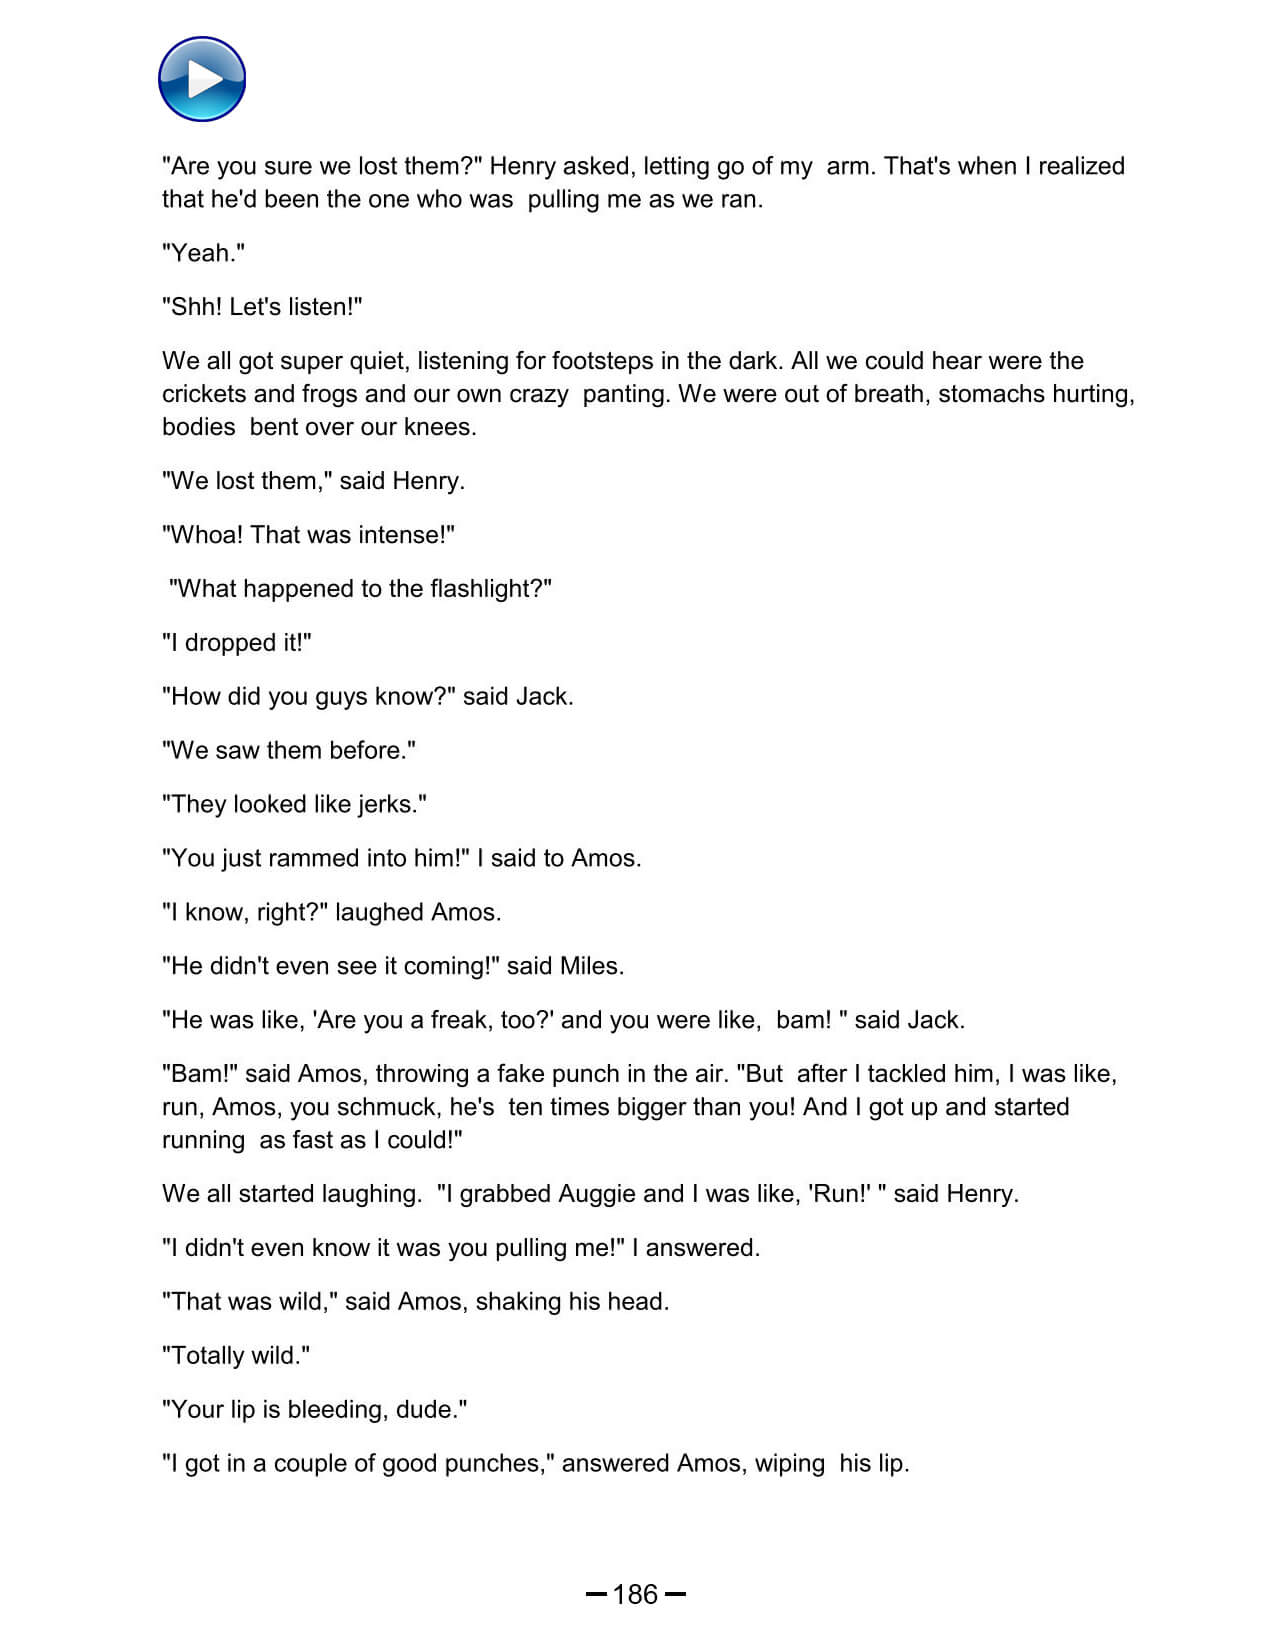 "Are you sure we lost them?" Henry asked, letting go of my  arm. That's when I realized
that he'd been the one who was  pulling me as we ran.
"Yeah."
"Shh! Let's listen!"
We all got super quiet, listening for footsteps in the dark. All we could hear were the
crickets and frogs and our own crazy  panting. We were out of breath, stomachs hurting,
bodies  bent over our knees.
"We lost them," said Henry.
"Whoa! That was intense!"
"What happened to the flashlight?"
"I dropped it!"
"How did you guys know?" said Jack.
"We saw them before."
"They looked like jerks."
"You just rammed into him!" I said to Amos.
"I know, right?" laughed Amos.
"He didn't even see it coming!" said Miles.
"He was like, 'Are you a freak, too?' and you were like,  bam! " said Jack.
"Bam!" said Amos, throwing a fake punch in the air. "But  after I tackled him, I was like,
run, Amos, you schmuck, he's  ten times bigger than you! And I got up and started
running  as fast as I could!"
We all started laughing.  "I grabbed Auggie and I was like, 'Run!' " said Henry.
"I didn't even know it was you pulling me!" I answered.
"That was wild," said Amos, shaking his head.
"Totally wild."
"Your lip is bleeding, dude."
"I got in a couple of good punches," answered Amos, wiping  his lip.
— 186 —